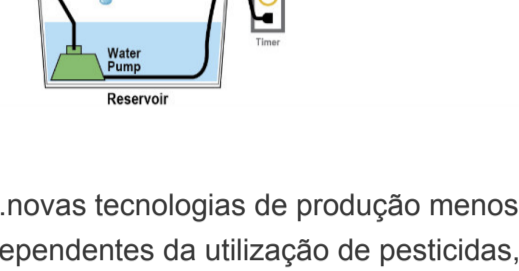 Timer
Water
Pump
Reservoir
.novas tecnologias de produção menos
ependentes da utilização de pesticidas,